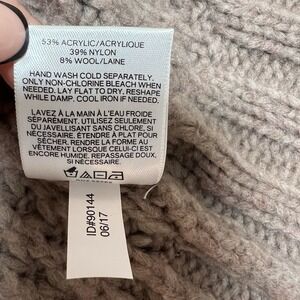 53% ACRYLIC/ACRYLIQUE
39% NYLON
8% WOOL/LAINE
HAND WASH COLD SEPARATELY.
ONLY NON-CHLORINE BLEACH WHEN
NEEDED. LAY FLAT TO DRY, RESHAPE
WHILE DAMP. COOL IRON IF NEEDED.
LAVEZ À LA MAIN À L'EAU FROIDE
SÉPARÉMENT. UTILISEZ SEULEMENT
DU JAVELLISANT SANS CHLORE, SI
NÉCESSAIRE. ÉTENDRE À PLAT POUR
SÉCHER. RENDRE LA FORME AU
VÊTEMENT LORSQUE CELUI-CI EST
ENCORE HUMIDE. REPASSAGE DOUX,
SI NÉCESSAIRE.
ID#90144
06/17